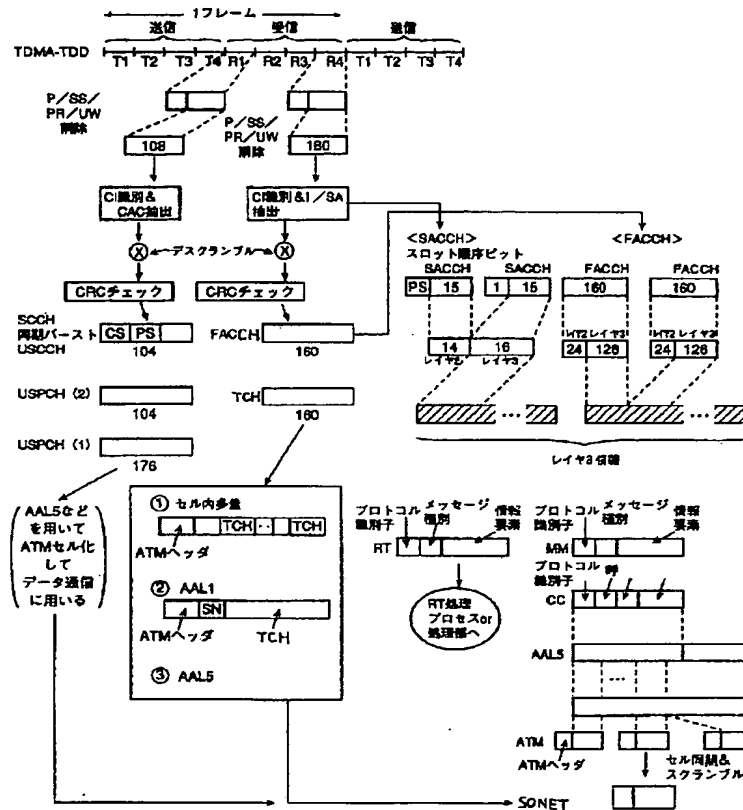 1フレーム
送信 受信 送信
TDMA-TDD T1 T2 T3 T4 R1 R2 R3 R4 T1 T2 T3 T4
P/SS/
PR/UW
削除
P/SS/
PR/UW
削除
108
180
CI識別&
CAC抽出
CI識別&I/SA
抽出
X デスクランブル X
CRCチェック
CRCチェック
<SACCH>
スロット順序ビット
SACCH SACCH
PS 15 1 15
14 16
レイヤ2 レイヤ3
<FACCH>
FACCH FACCH
160 160
レイヤ2 レイヤ3 レイヤ2 レイヤ3
24 126 24 126
…
…
レイヤ3信号
SCCH
同期バースト
USCCH
CS PS
104
FACCH
160
USPCH (2)
104
TCH
160
USPCH (1)
176
AAL5など
を用いて
ATMセル化
して
データ通信
に用いる
① セル内多重
TCH ‥ TCH
ATMヘッダ
② AAL1
SN
ATMヘッダ TCH
③ AAL5
プロトコル
識別子
メッセージ
種別
情報
要素
RT
RT処理
プロセスor
処理部へ
プロトコル
識別子
メッセージ
種別
情報
要素
MM
プロトコル
識別子
CC
AAL5
…
ATM
ATMヘッダ
セル同期&
スクランブル
SONET